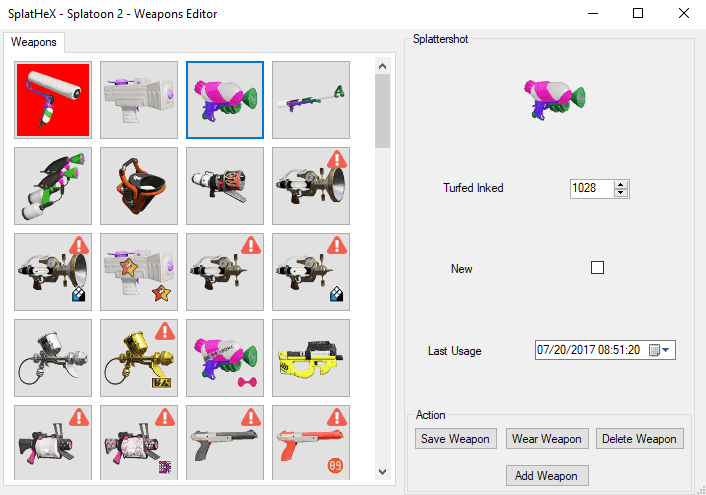 SplatHeX - Splatoon 2 - Weapons Editor
Weapons
Splattershot
Turfed Inked
1028
New
Last Usage
07/20/2017 08:51:20
Action
Save Weapon
Wear Weapon
Delete Weapon
Add Weapon